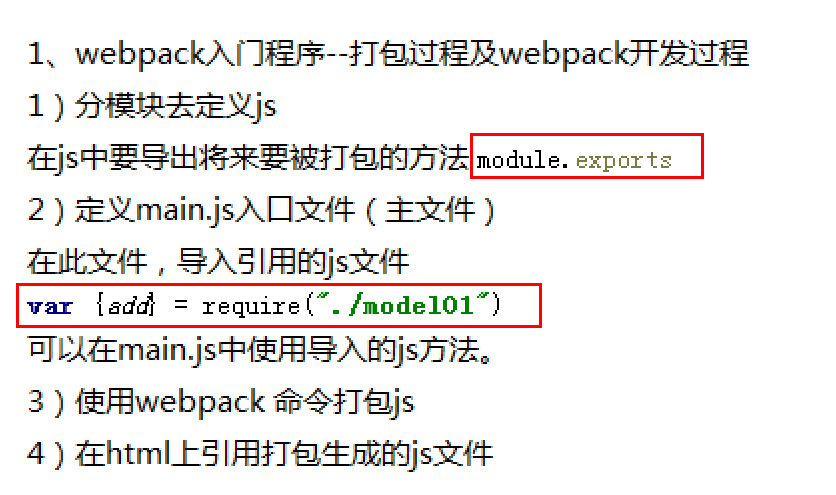 1、webpack入门程序--打包过程及webpack开发过程
1）分模块去定义js
在js中要导出将来要被打包的方法module.exports
2）定义main.js入口文件（主文件）
在此文件，导入引用的js文件
var {add} = require("./model01")
可以在main.js中使用导入的js方法。
3）使用webpack 命令打包js
4）在html上引用打包生成的js文件